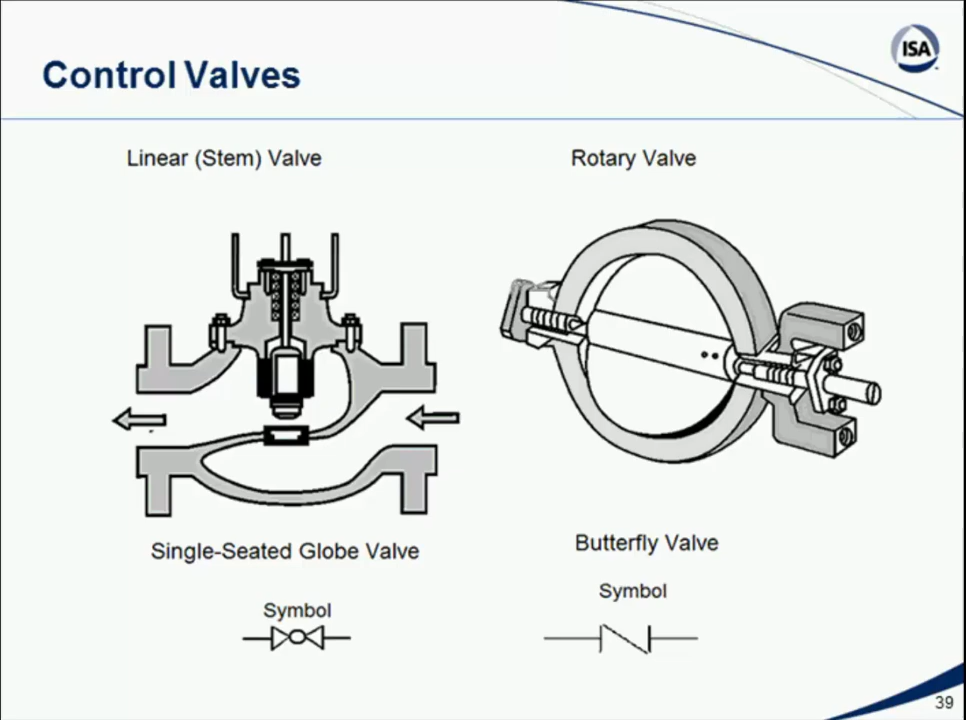 ISA
Control Valves
Linear (Stem) Valve
Rotary Valve
Single-Seated Globe Valve
Butterfly Valve
Symbol
Symbol
39